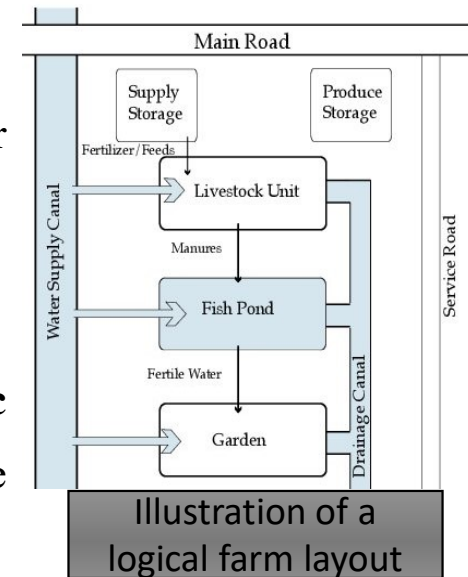 Main Road
Supply
Storage
Produce
Storage
r
Fertilizer/Feeds
Livestock Unit
Water Supply Canal
Manures
Service Road
Fish Pond
Fertile Water
Drainage Canal
c
Garden
e
Illustration of a
logical farm layout